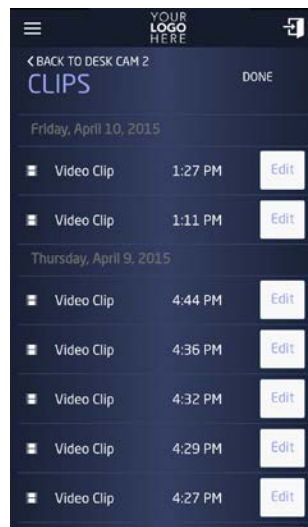 YOUR
LOGO
HERE
BACK TO DESK CAM 2
CLIPS
DONE
Friday, April 10, 2015
Video Clip 1:27 PM Edit
Video Clip 1:11 PM Edit
Thursday, April 9, 2015
Video Clip 4:44 PM Edit
Video Clip 4:36 PM Edit
Video Clip 4:32 PM Edit
Video Clip 4:29 PM Edit
Video Clip 4:27 PM Edit